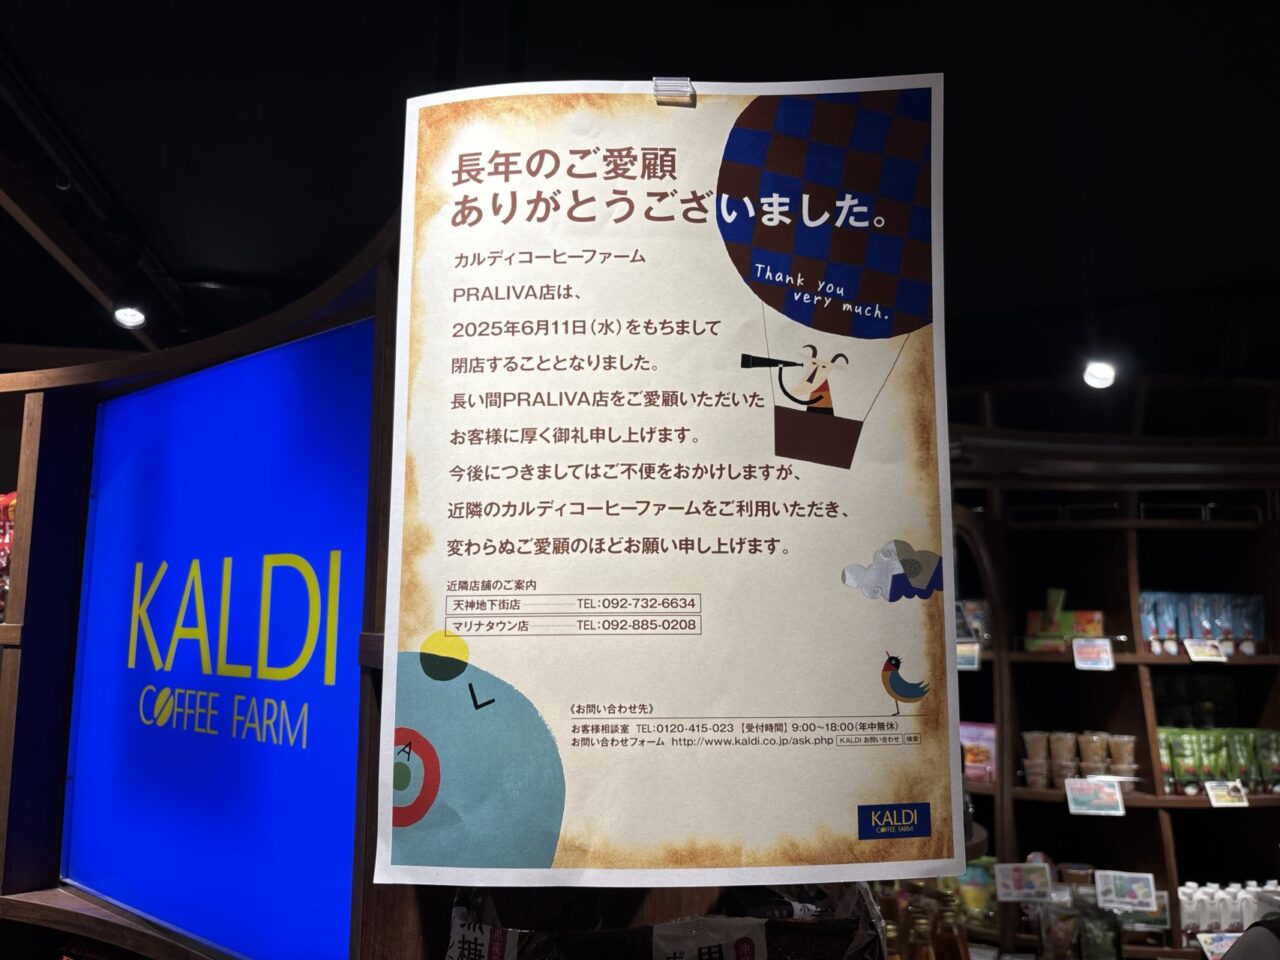 長年のご愛顧
ありがとうございました。
Thank you
very much.
カルディコーヒーファーム
PRALIVA店は、
2025年6月11日（水）をもちまして
閉店することとなりました。
長い間PRALIVA店をご愛顧いただいた
お客様に厚く御礼申し上げます。
今後につきましてはご不便をおかけしますが、
近隣のカルディコーヒーファームをご利用いただき、
変わらぬご愛顧のほどお願い申し上げます。
近隣店舗のご案内
天神地下街店 TEL：092-732-6634
マリナタウン店 TEL：092-885-0208
《お問い合わせ先》
お客様相談室 TEL：0120-415-023 【受付時間】 9:00～18:00（年中無休）
お問い合わせフォーム http://www.kaldi.co.jp/ask.php KALDI お問い合わせ 検索
KALDI
COFFEE FARM
KALDI
COFFEE FARM